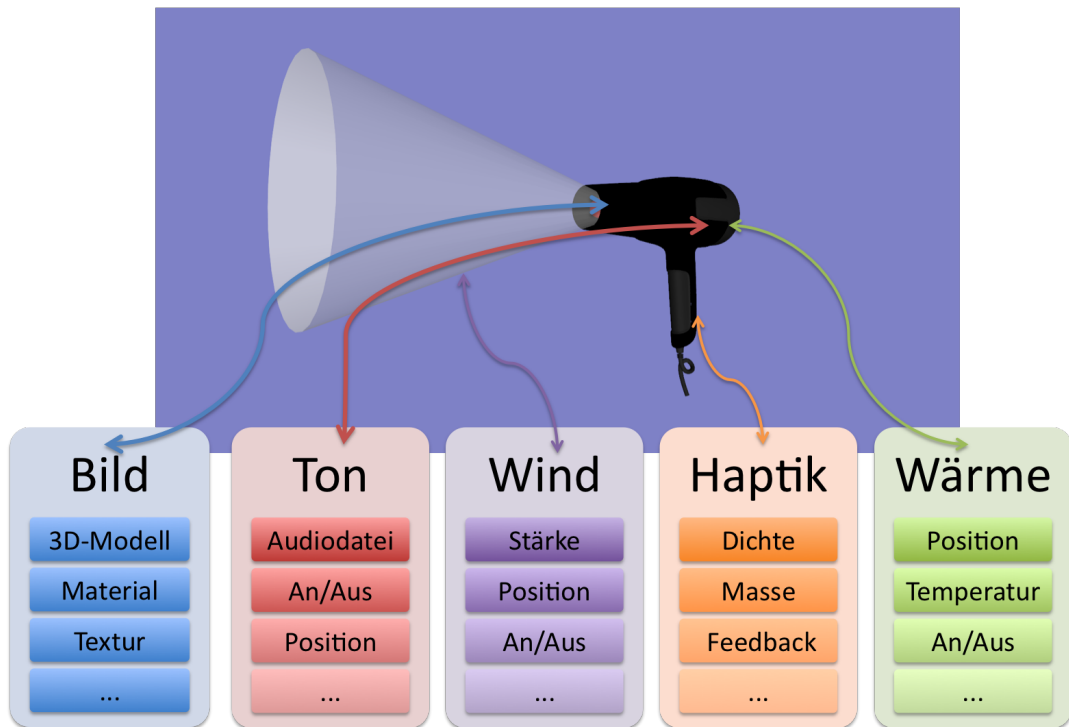 Bild
3D-Modell
Material
Textur
...
Ton
Audiodatei
An/Aus
Position
...
Wind
Stärke
Position
An/Aus
...
Haptik
Dichte
Masse
Feedback
...
Wärme
Position
Temperatur
An/Aus
...